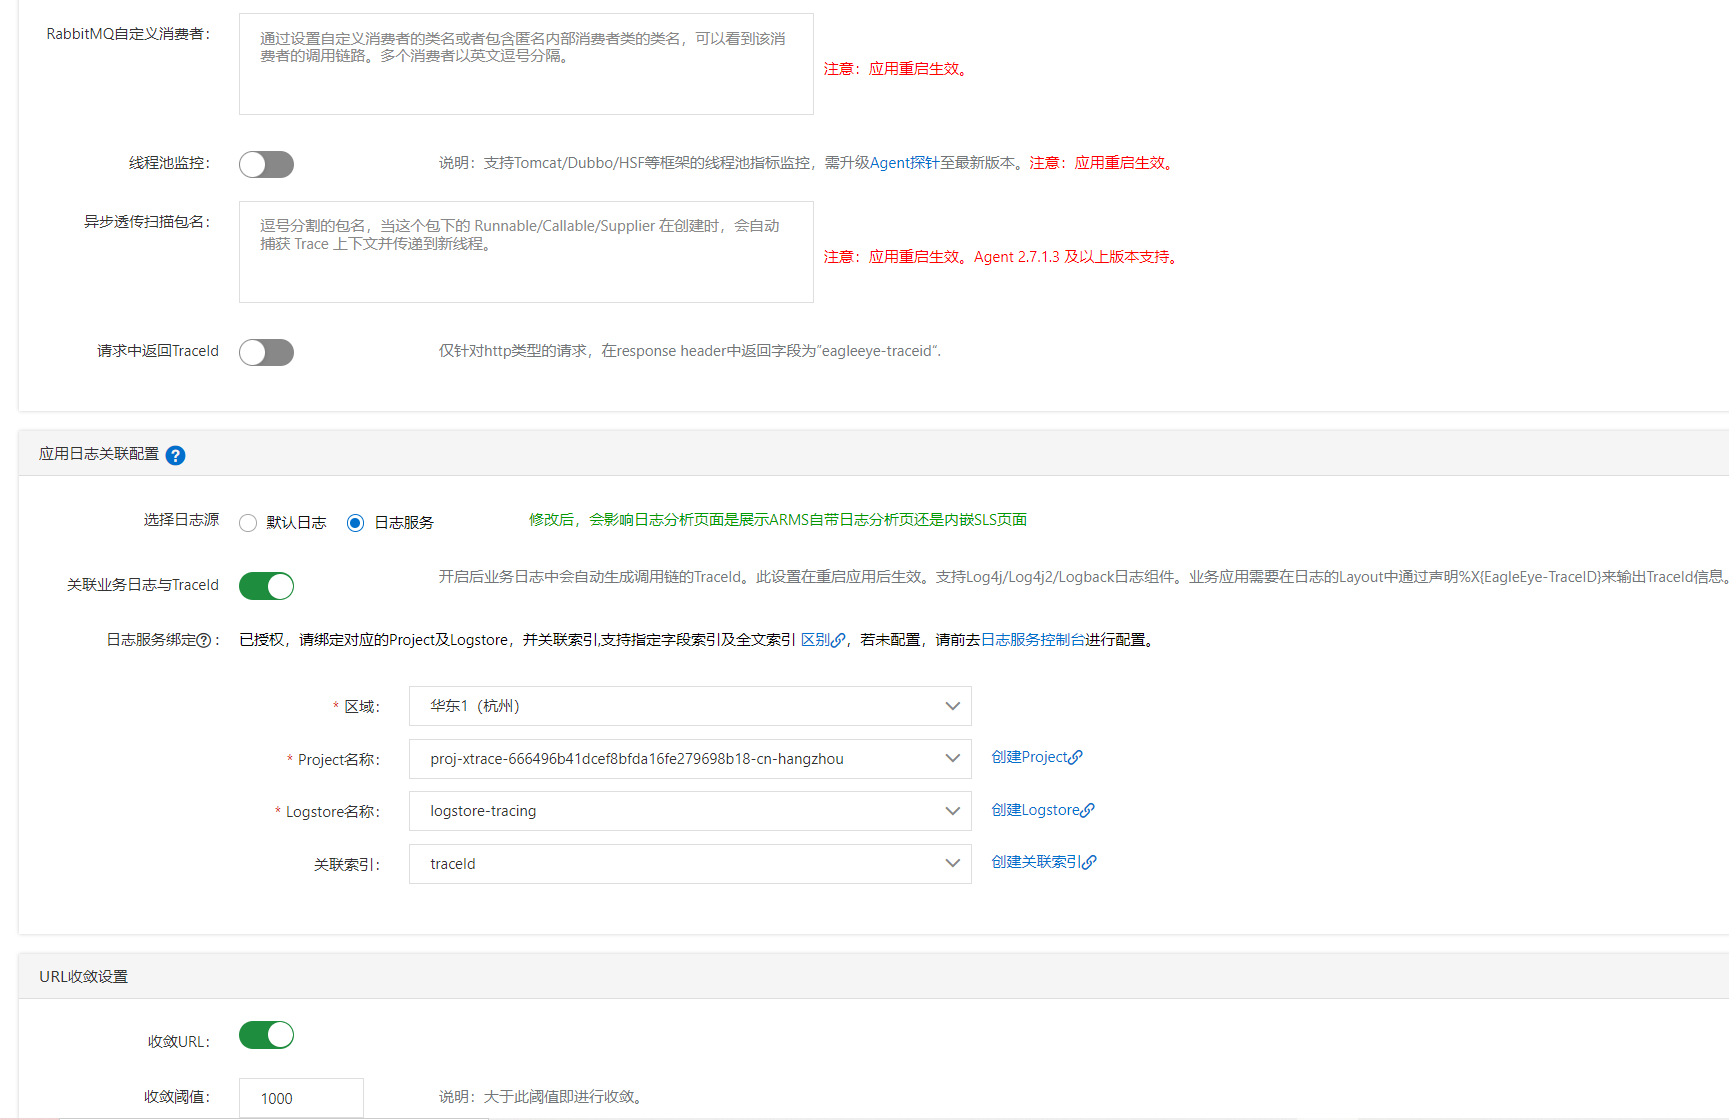 RabbitMQ自定义消费者：
通过设置自定义消费者的类名或者包含匿名内部消费者类的类名，可以看到该消
费者的调用链路。多个消费者以英文逗号分隔。
注意：应用重启生效。
线程池监控：
说明：支持Tomcat/Dubbo/HSF等框架的线程池指标监控，需升级Agent探针至最新版本。注意：应用重启生效。
异步透传扫描包名：
逗号分割的包名，当这个包下的 Runnable/Callable/Supplier 在创建时，会自动
捕获 Trace 上下文并传递到新线程。
注意：应用重启生效。Agent 2.7.1.3 及以上版本支持。
请求中返回TraceId
仅针对http类型的请求，在response header中返回字段为“eagleeye-traceid”.
应用日志关联配置 ?
选择日志源
默认日志
日志服务
修改后，会影响日志分析页面是展示ARMS自带日志分析页还是内嵌SLS页面
关联业务日志与TraceId
开启后业务日志中会自动生成调用链的TraceId。此设置在重启应用后生效。支持Log4j/Log4j2/Logback日志组件。业务应用需要在日志的Layout中通过声明%X{EagleEye-TraceID}来输出TraceId信息。
日志服务绑定?：
已授权，请绑定对应的Project及Logstore，并关联索引,支持指定字段索引及全文索引 区别，若未配置，请前去日志服务控制台进行配置。
* 区域：
华东1（杭州）
* Project名称：
proj-xtrace-666496b41dcef8bfda16fe279698b18-cn-hangzhou
创建Project
* Logstore名称：
logstore-tracing
创建Logstore
关联索引：
traceId
创建关联索引
URL收敛设置
收敛URL：
收敛阈值：
1000
说明：大于此阈值即进行收敛。